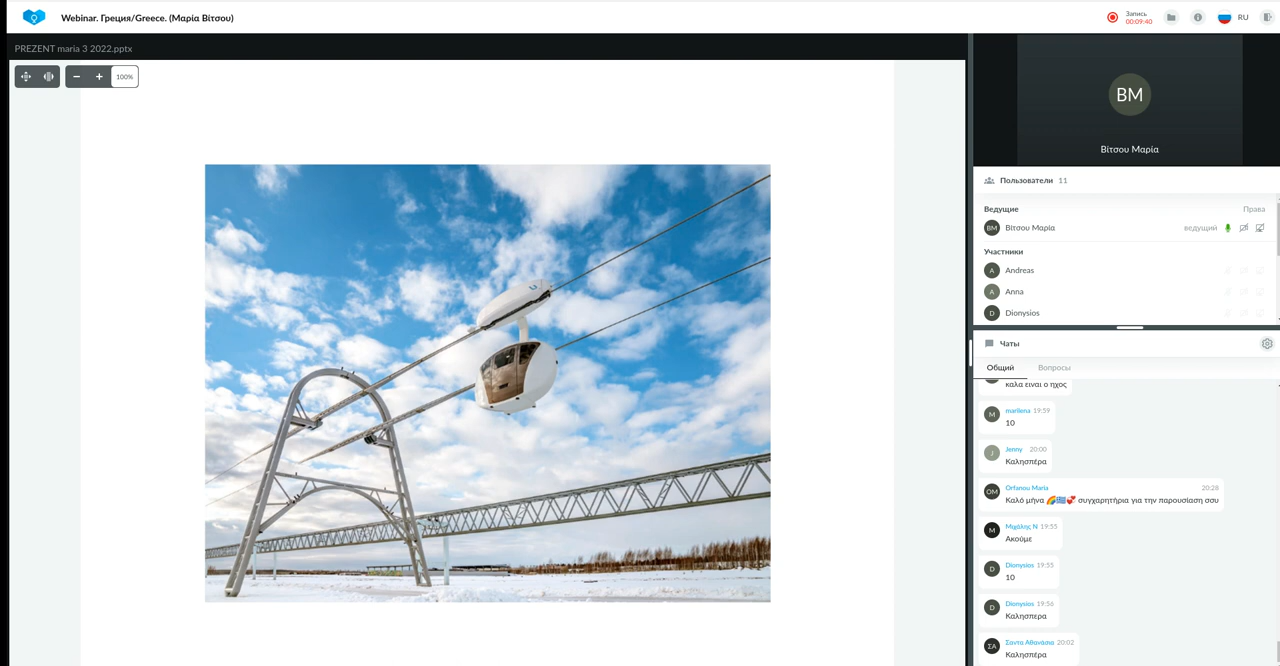 Webinar. Греция/Greece. (Μαρία Βίτσου)
Запись
00:09:40
RU
PREZENT maria 3 2022.pptx
100%
BM
Βίτσου Μαρία
Пользователи 11
Ведущие Права
BM Βίτσου Μαρία ведущий
Участники
A Andreas
A Anna
D Dionysios
Чаты
Общий Вопросы
καλα ειναι ο ηχος
M marilena 19:59
10
J Jenny 20:00
Καλησπέρα
OM Orfanou Maria 20:28
Καλό μήνα 🌈🇬🇷💞 συγχαρητήρια για την παρουσίαση σου
M Μιχάλης Ν 19:55
Ακούμε
D Dionysios 19:55
10
D Dionysios 19:56
Καλησπερα
ΣΑ Σαντα Αθανάσια 20:02
Καλησπέρα